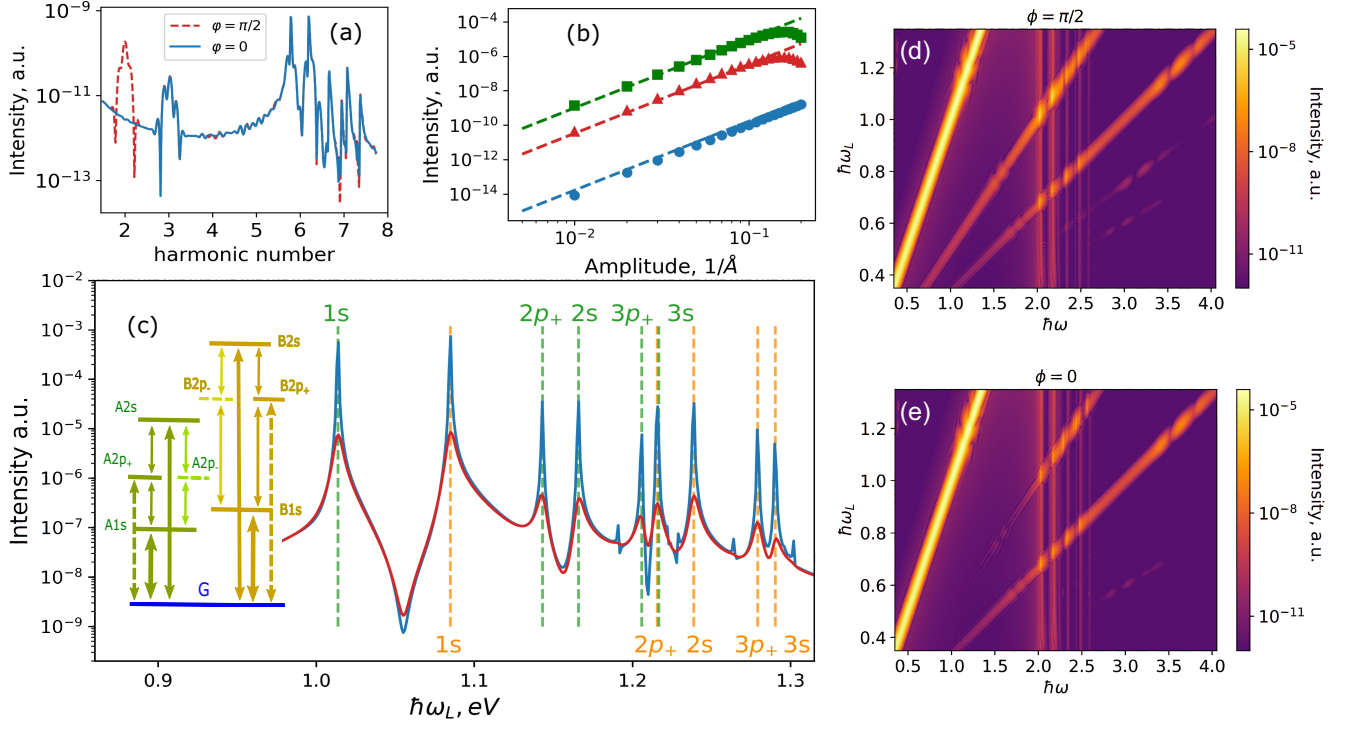 (a)
φ = π/2
φ = 0
10⁻⁹
10⁻¹¹
10⁻¹³
Intensity, a.u.
2 3 4 5 6 7 8
harmonic number
(b)
10⁻⁴
10⁻⁶
10⁻⁸
10⁻¹⁰
10⁻¹²
10⁻¹⁴
Intensity, a.u.
10⁻² 10⁻¹
Amplitude, 1/Å
(c)
10⁻²
10⁻³
10⁻⁴
10⁻⁵
10⁻⁶
10⁻⁷
10⁻⁸
10⁻⁹
Intensity a.u.
1s 2p₊ 2s 3p₊ 3s
B2s
B2p₋ B2p₊
A2s
A2p₊ A2p₋
A1s B1s
G
1s 2p₊ 2s 3p₊ 3s
0.9 1.0 1.1 1.2 1.3
ħω_L, eV
ϕ = π/2
(d)
1.2
1.0
0.8
0.6
0.4
ħω_L
0.5 1.0 1.5 2.0 2.5 3.0 3.5 4.0
ħω
10⁻⁵
10⁻⁸
10⁻¹¹
Intensity, a.u.
ϕ = 0
(e)
1.2
1.0
0.8
0.6
0.4
ħω_L
0.5 1.0 1.5 2.0 2.5 3.0 3.5 4.0
ħω
10⁻⁵
10⁻⁸
10⁻¹¹
Intensity, a.u.